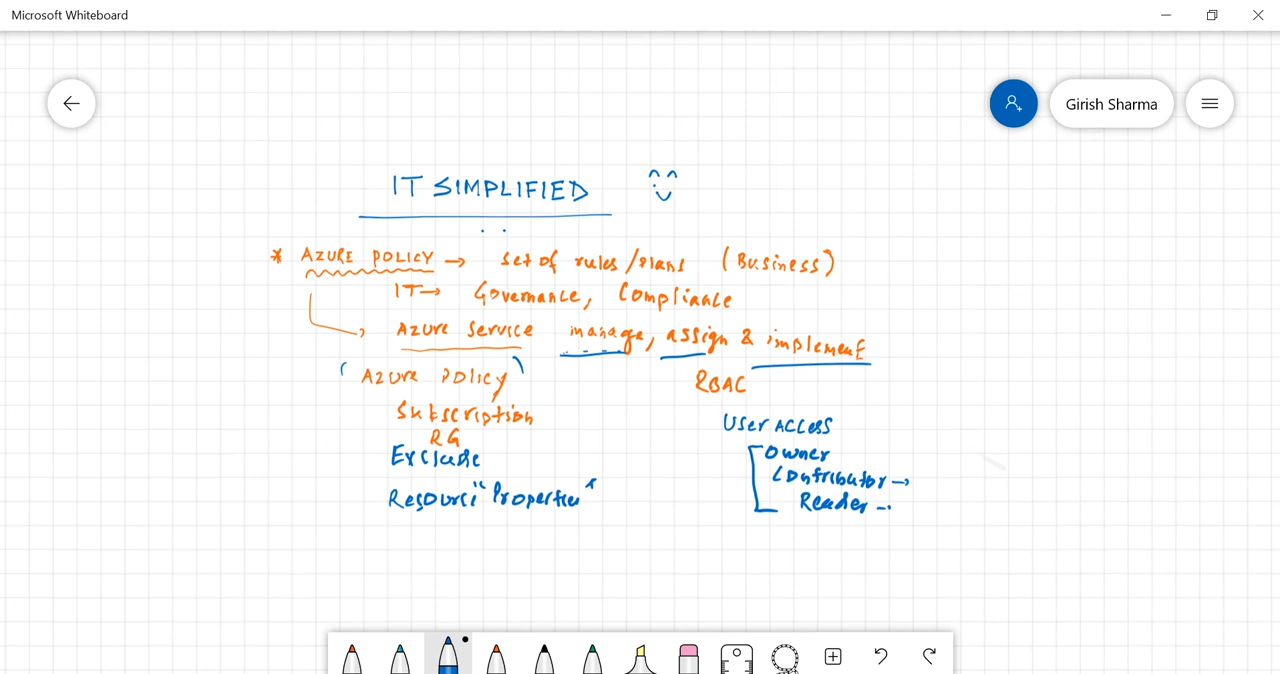 Microsoft Whiteboard
Girish Sharma
IT SIMPLIFIED
* AZURE POLICY → Set of rules/plans (Business)
IT → Governance, Compliance
→ Azure Service manage, assign & implement
(AZURE POLICY) RBAC
Subscription
RG
USER ACCESS
Exclude
Owner
Contributor →
Resource "Properties"
Reader →